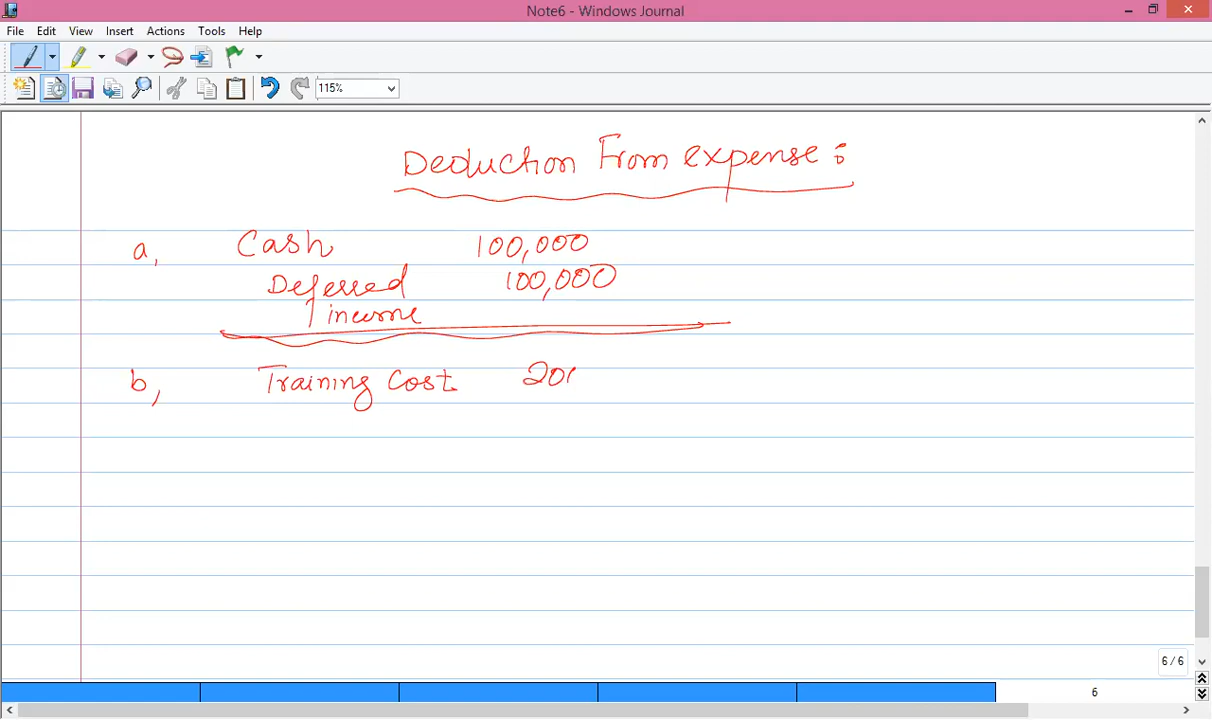 Note6 - Windows Journal
File Edit View Insert Actions Tools Help
115%
Deduction From expense :
a, Cash 100,000
Deferred 100,000
income
b, Training Cost
6 / 6
6